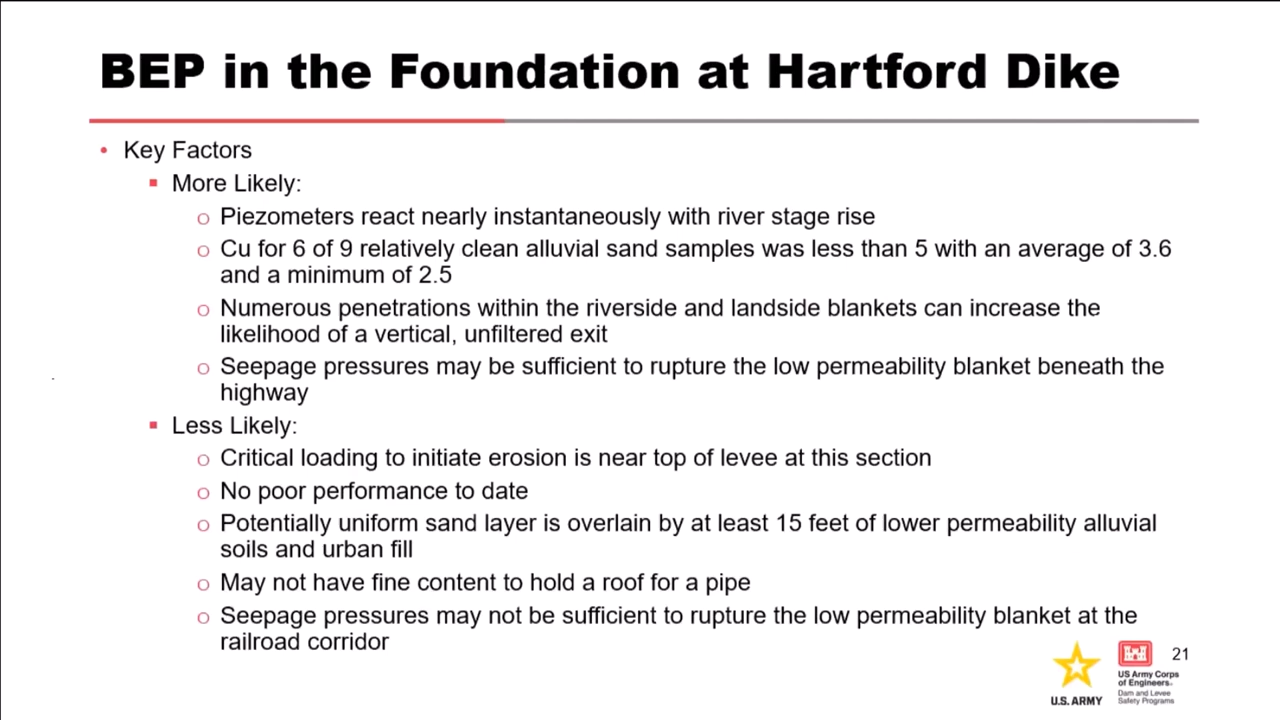 BEP in the Foundation at Hartford Dike
• Key Factors
▪ More Likely:
o Piezometers react nearly instantaneously with river stage rise
o Cu for 6 of 9 relatively clean alluvial sand samples was less than 5 with an average of 3.6
and a minimum of 2.5
o Numerous penetrations within the riverside and landside blankets can increase the
likelihood of a vertical, unfiltered exit
o Seepage pressures may be sufficient to rupture the low permeability blanket beneath the
highway
▪ Less Likely:
o Critical loading to initiate erosion is near top of levee at this section
o No poor performance to date
o Potentially uniform sand layer is overlain by at least 15 feet of lower permeability alluvial
soils and urban fill
o May not have fine content to hold a roof for a pipe
o Seepage pressures may not be sufficient to rupture the low permeability blanket at the
railroad corridor
21
U.S. ARMY
US Army Corps
of Engineers®
Dam and Levee
Safety Programs